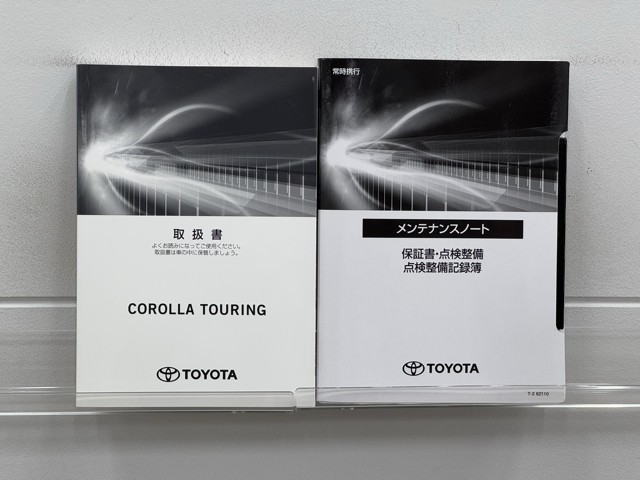 取扱書
よくお読みになってご使用ください。
取扱書は車の中に保管しましょう。
COROLLA TOURING
TOYOTA
常時携行
メンテナンスノート
保証書・点検整備
点検整備記録簿
TOYOTA
T-Z 82110